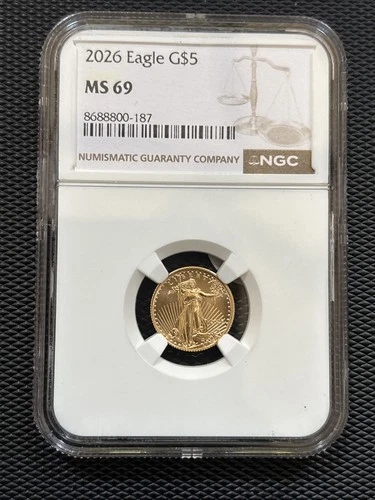 2026 Eagle G$5
MS 69
8688800-187
NUMISMATIC GUARANTY COMPANY NGC